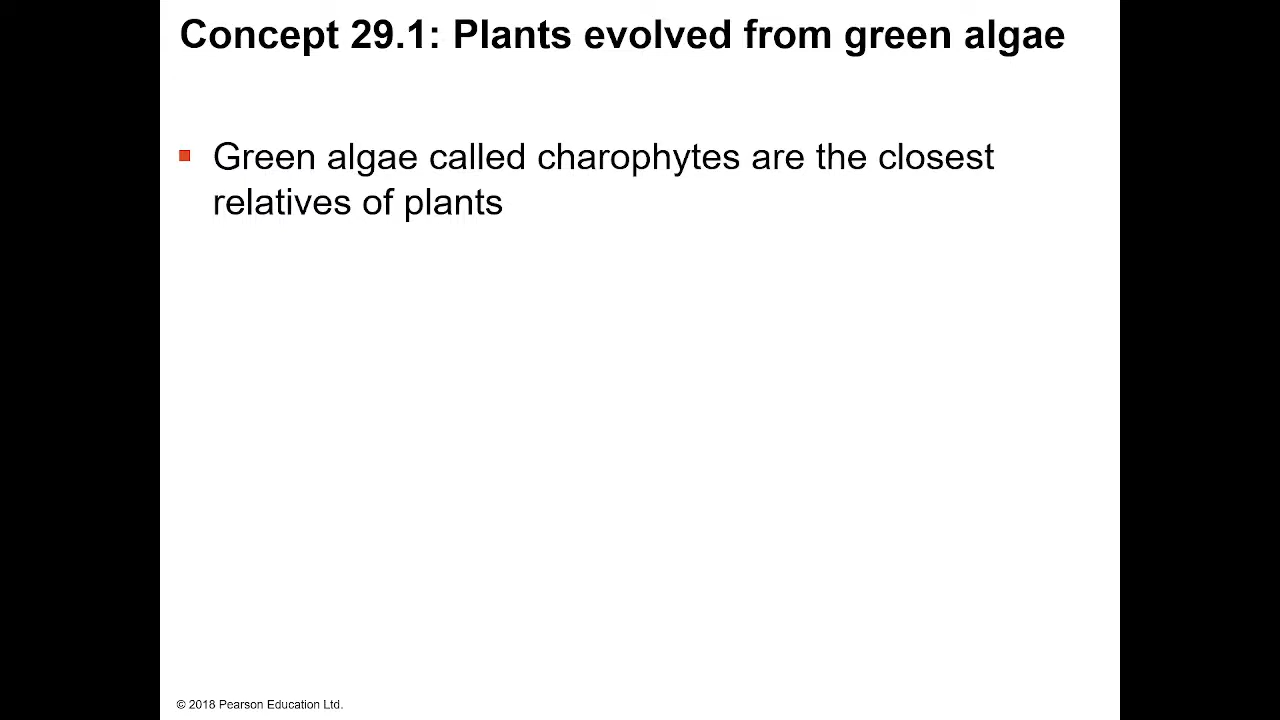 Concept 29.1: Plants evolved from green algae
Green algae called charophytes are the closest
relatives of plants
© 2018 Pearson Education Ltd.